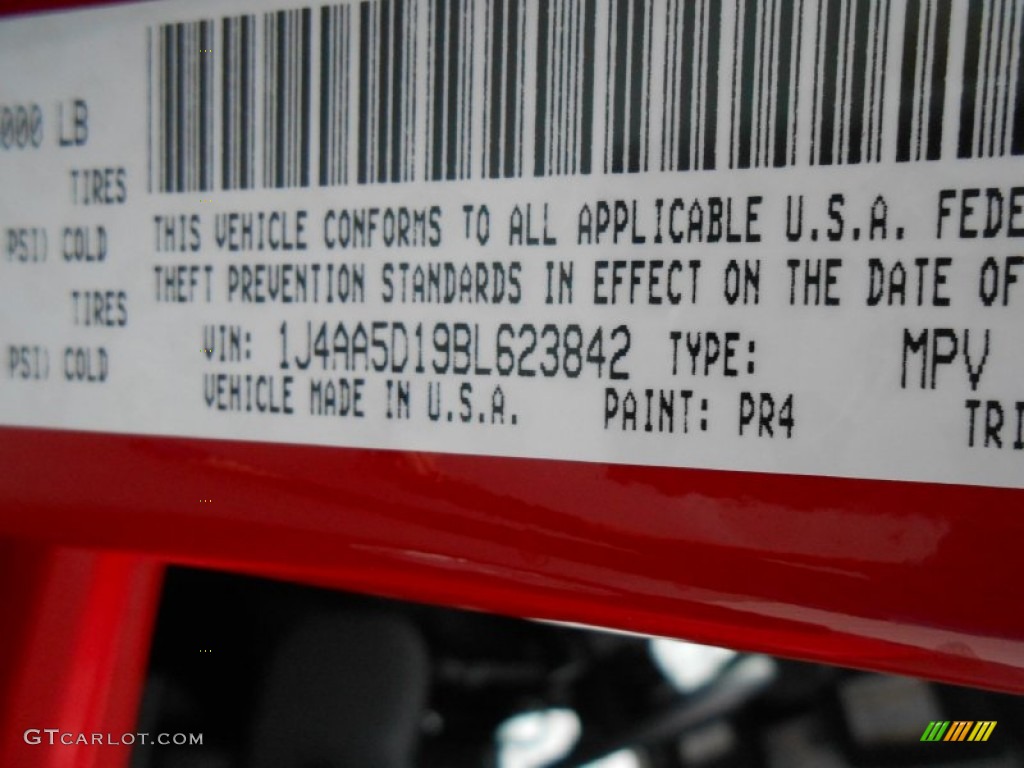 000 LB
TIRES
PSI) COLD
TIRES
PSI) COLD
THIS VEHICLE CONFORMS TO ALL APPLICABLE U.S.A. FEDE
THEFT PREVENTION STANDARDS IN EFFECT ON THE DATE OF
VIN: 1J4AA5D19BL623842 TYPE: MPV
VEHICLE MADE IN U.S.A. PAINT: PR4 TRI
GTCARLOT.COM